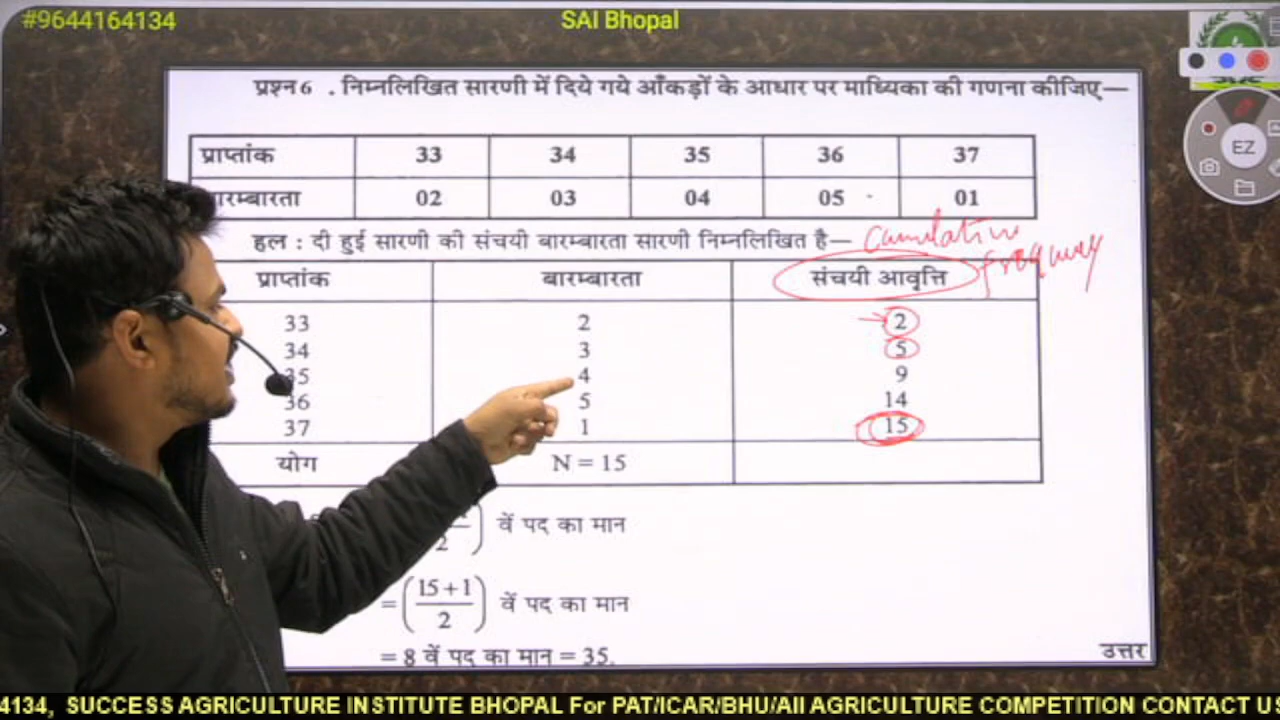 #9644164134
SAI Bhopal
प्रश्न 6 . निम्नलिखित सारणी में दिये गये आँकड़ों के आधार पर माध्यिका की गणना कीजिए—
प्राप्तांक 33 34 35 36 37
बारम्बारता 02 03 04 05 01
हल : दी हुई सारणी की संचयी बारम्बारता सारणी निम्नलिखित है—
Cumulative
frequency
प्राप्तांक बारम्बारता संचयी आवृत्ति
33 2 2
34 3 5
35 4 9
36 5 14
37 1 15
योग N = 15
2 वें पद का मान
= (15+1 / 2) वें पद का मान
= 8 वें पद का मान = 35.
उत्तर
EZ
4134, SUCCESS AGRICULTURE INSTITUTE BHOPAL For PAT/ICAR/BHU/All AGRICULTURE COMPETITION CONTACT US